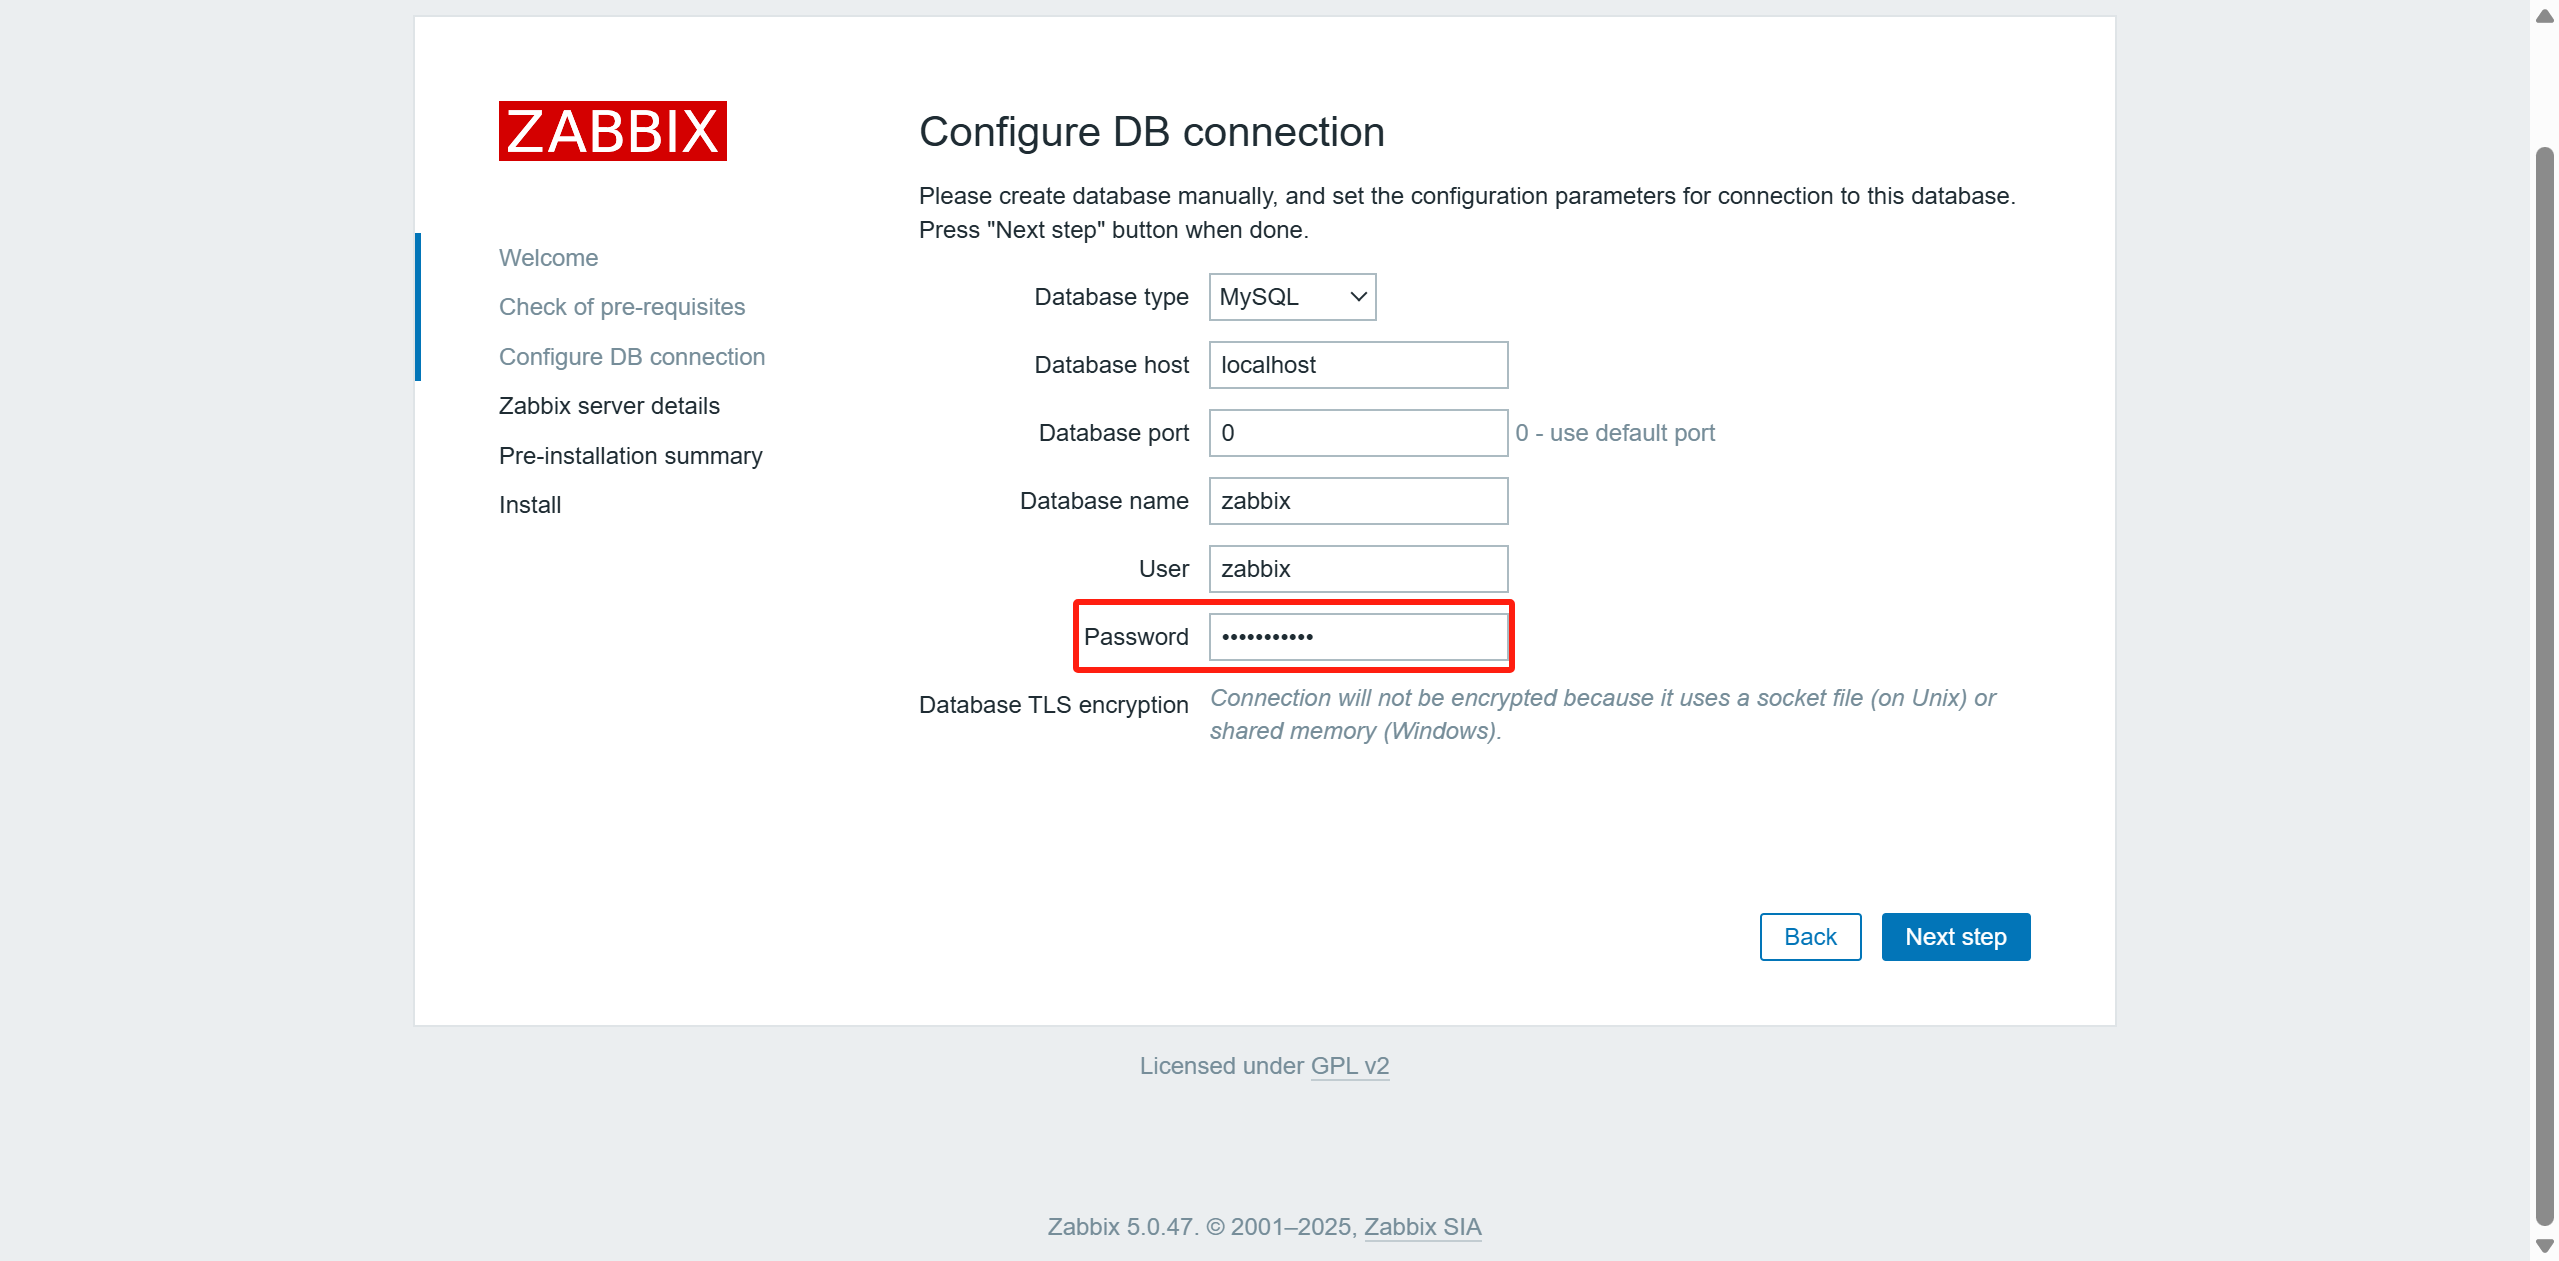 ZABBIX
Welcome
Check of pre-requisites
Configure DB connection
Zabbix server details
Pre-installation summary
Install
Configure DB connection
Please create database manually, and set the configuration parameters for connection to this database.
Press "Next step" button when done.
Database type MySQL
Database host localhost
Database port 0 0 - use default port
Database name zabbix
User zabbix
Password •••••••••••
Database TLS encryption Connection will not be encrypted because it uses a socket file (on Unix) or
shared memory (Windows).
Back Next step
Licensed under GPL v2
Zabbix 5.0.47. © 2001–2025, Zabbix SIA